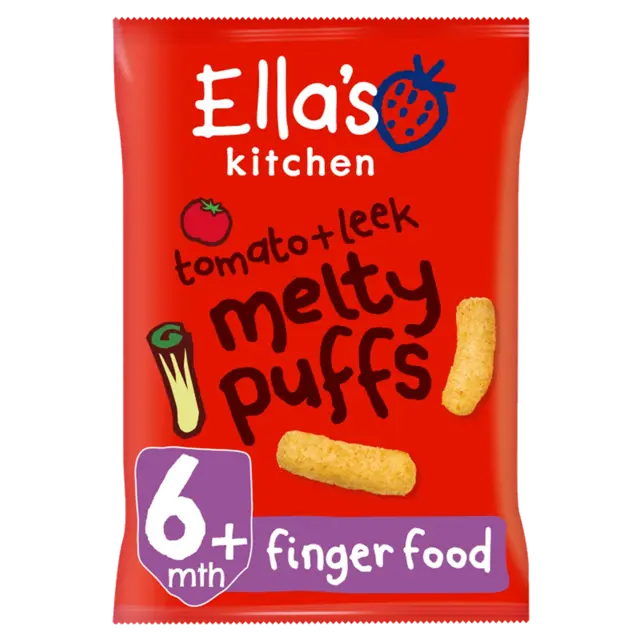 Ella's
kitchen
tomato + leek
melty
puffs
6+
mth
finger food